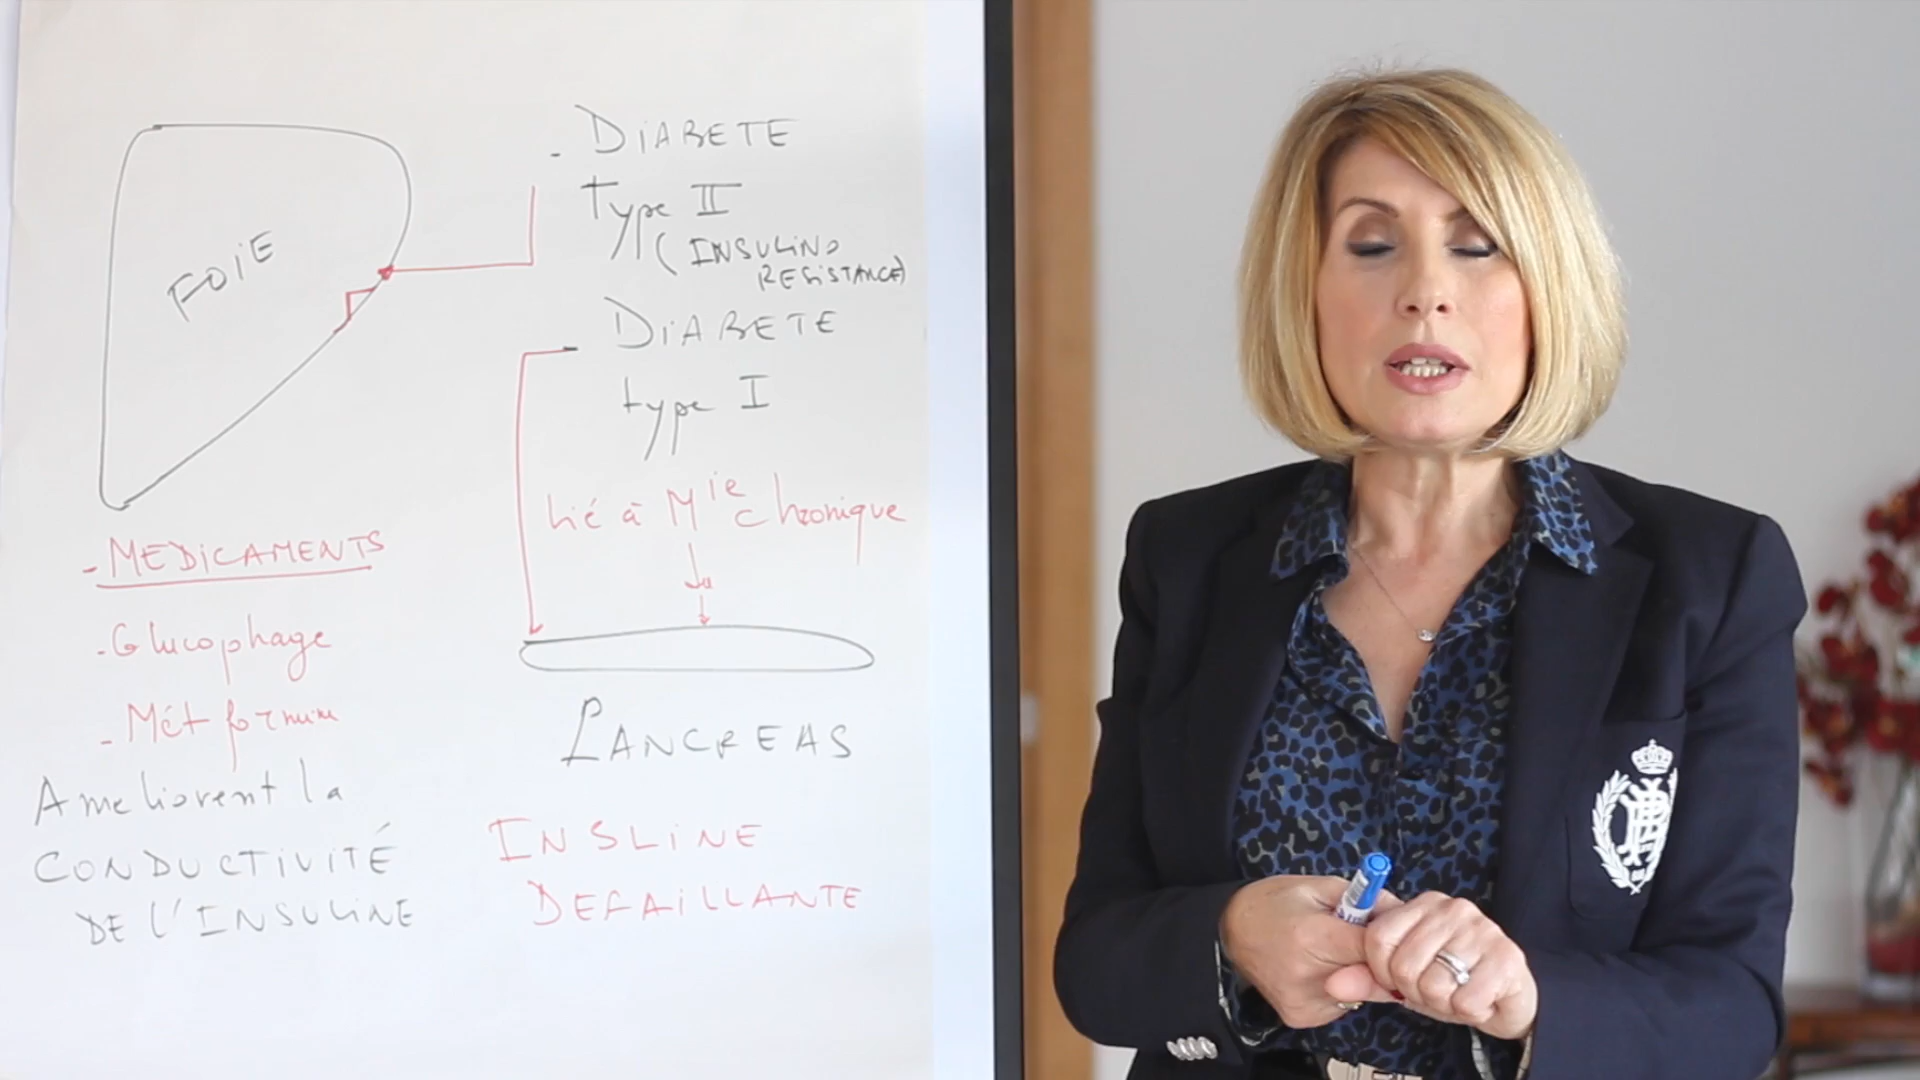 FOIE
- DIABETE
Type II
(INSULINO
RESISTANCE)
DIABETE
type I
lié à Mie chronique
PANCREAS
INSLINE
DEFAILLANTE
- MEDICAMENTS
- Glucophage
- Métformine
Ameliorent la
CONDUCTIVITÉ
DE L'INSULINE